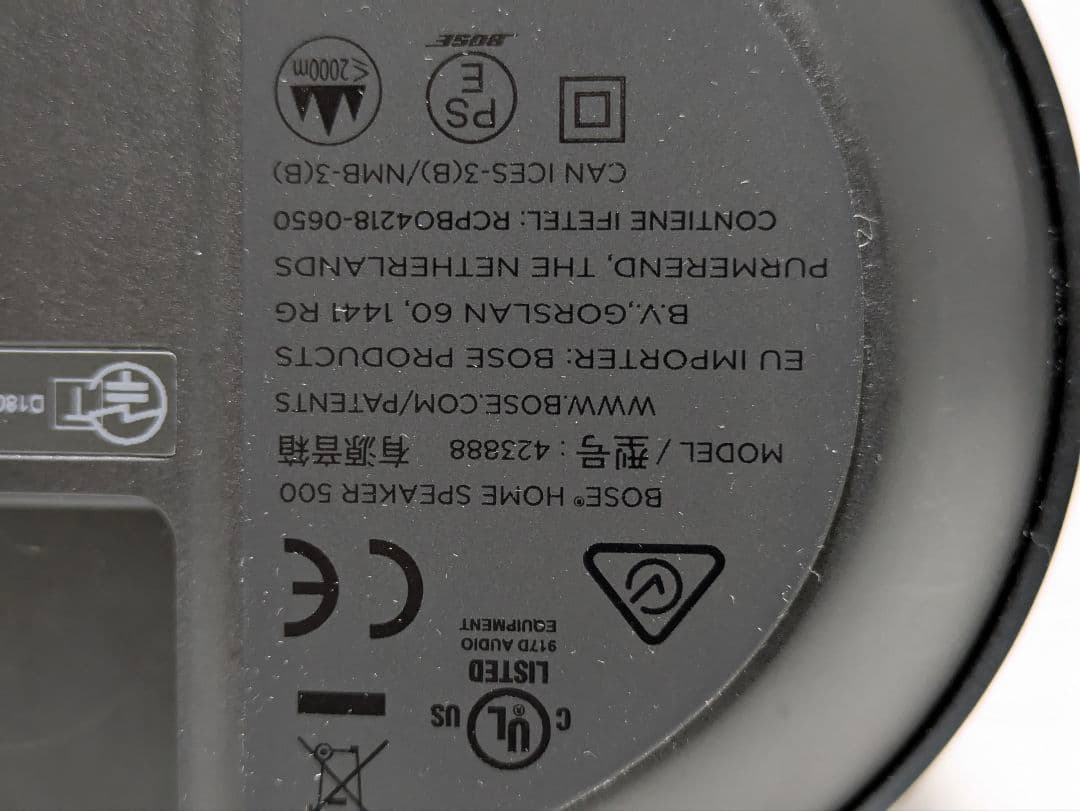 C UL® US
LISTED
917D AUDIO
EQUIPMENT
CE
BOSE® HOME SPEAKER 500
MODEL / 型号 : 423888 有源音箱
WWW.BOSE.COM/PATENTS
EU IMPORTER: BOSE PRODUCTS
B.V.,GORSLAN 60, 1441 RG
PURMEREND, THE NETHERLANDS
CONTIENE IFETEL: RCPBO4218-0650
CAN ICES-3(B)/NMB-3(B)
PS E
BOSE
≤2000m
T D18